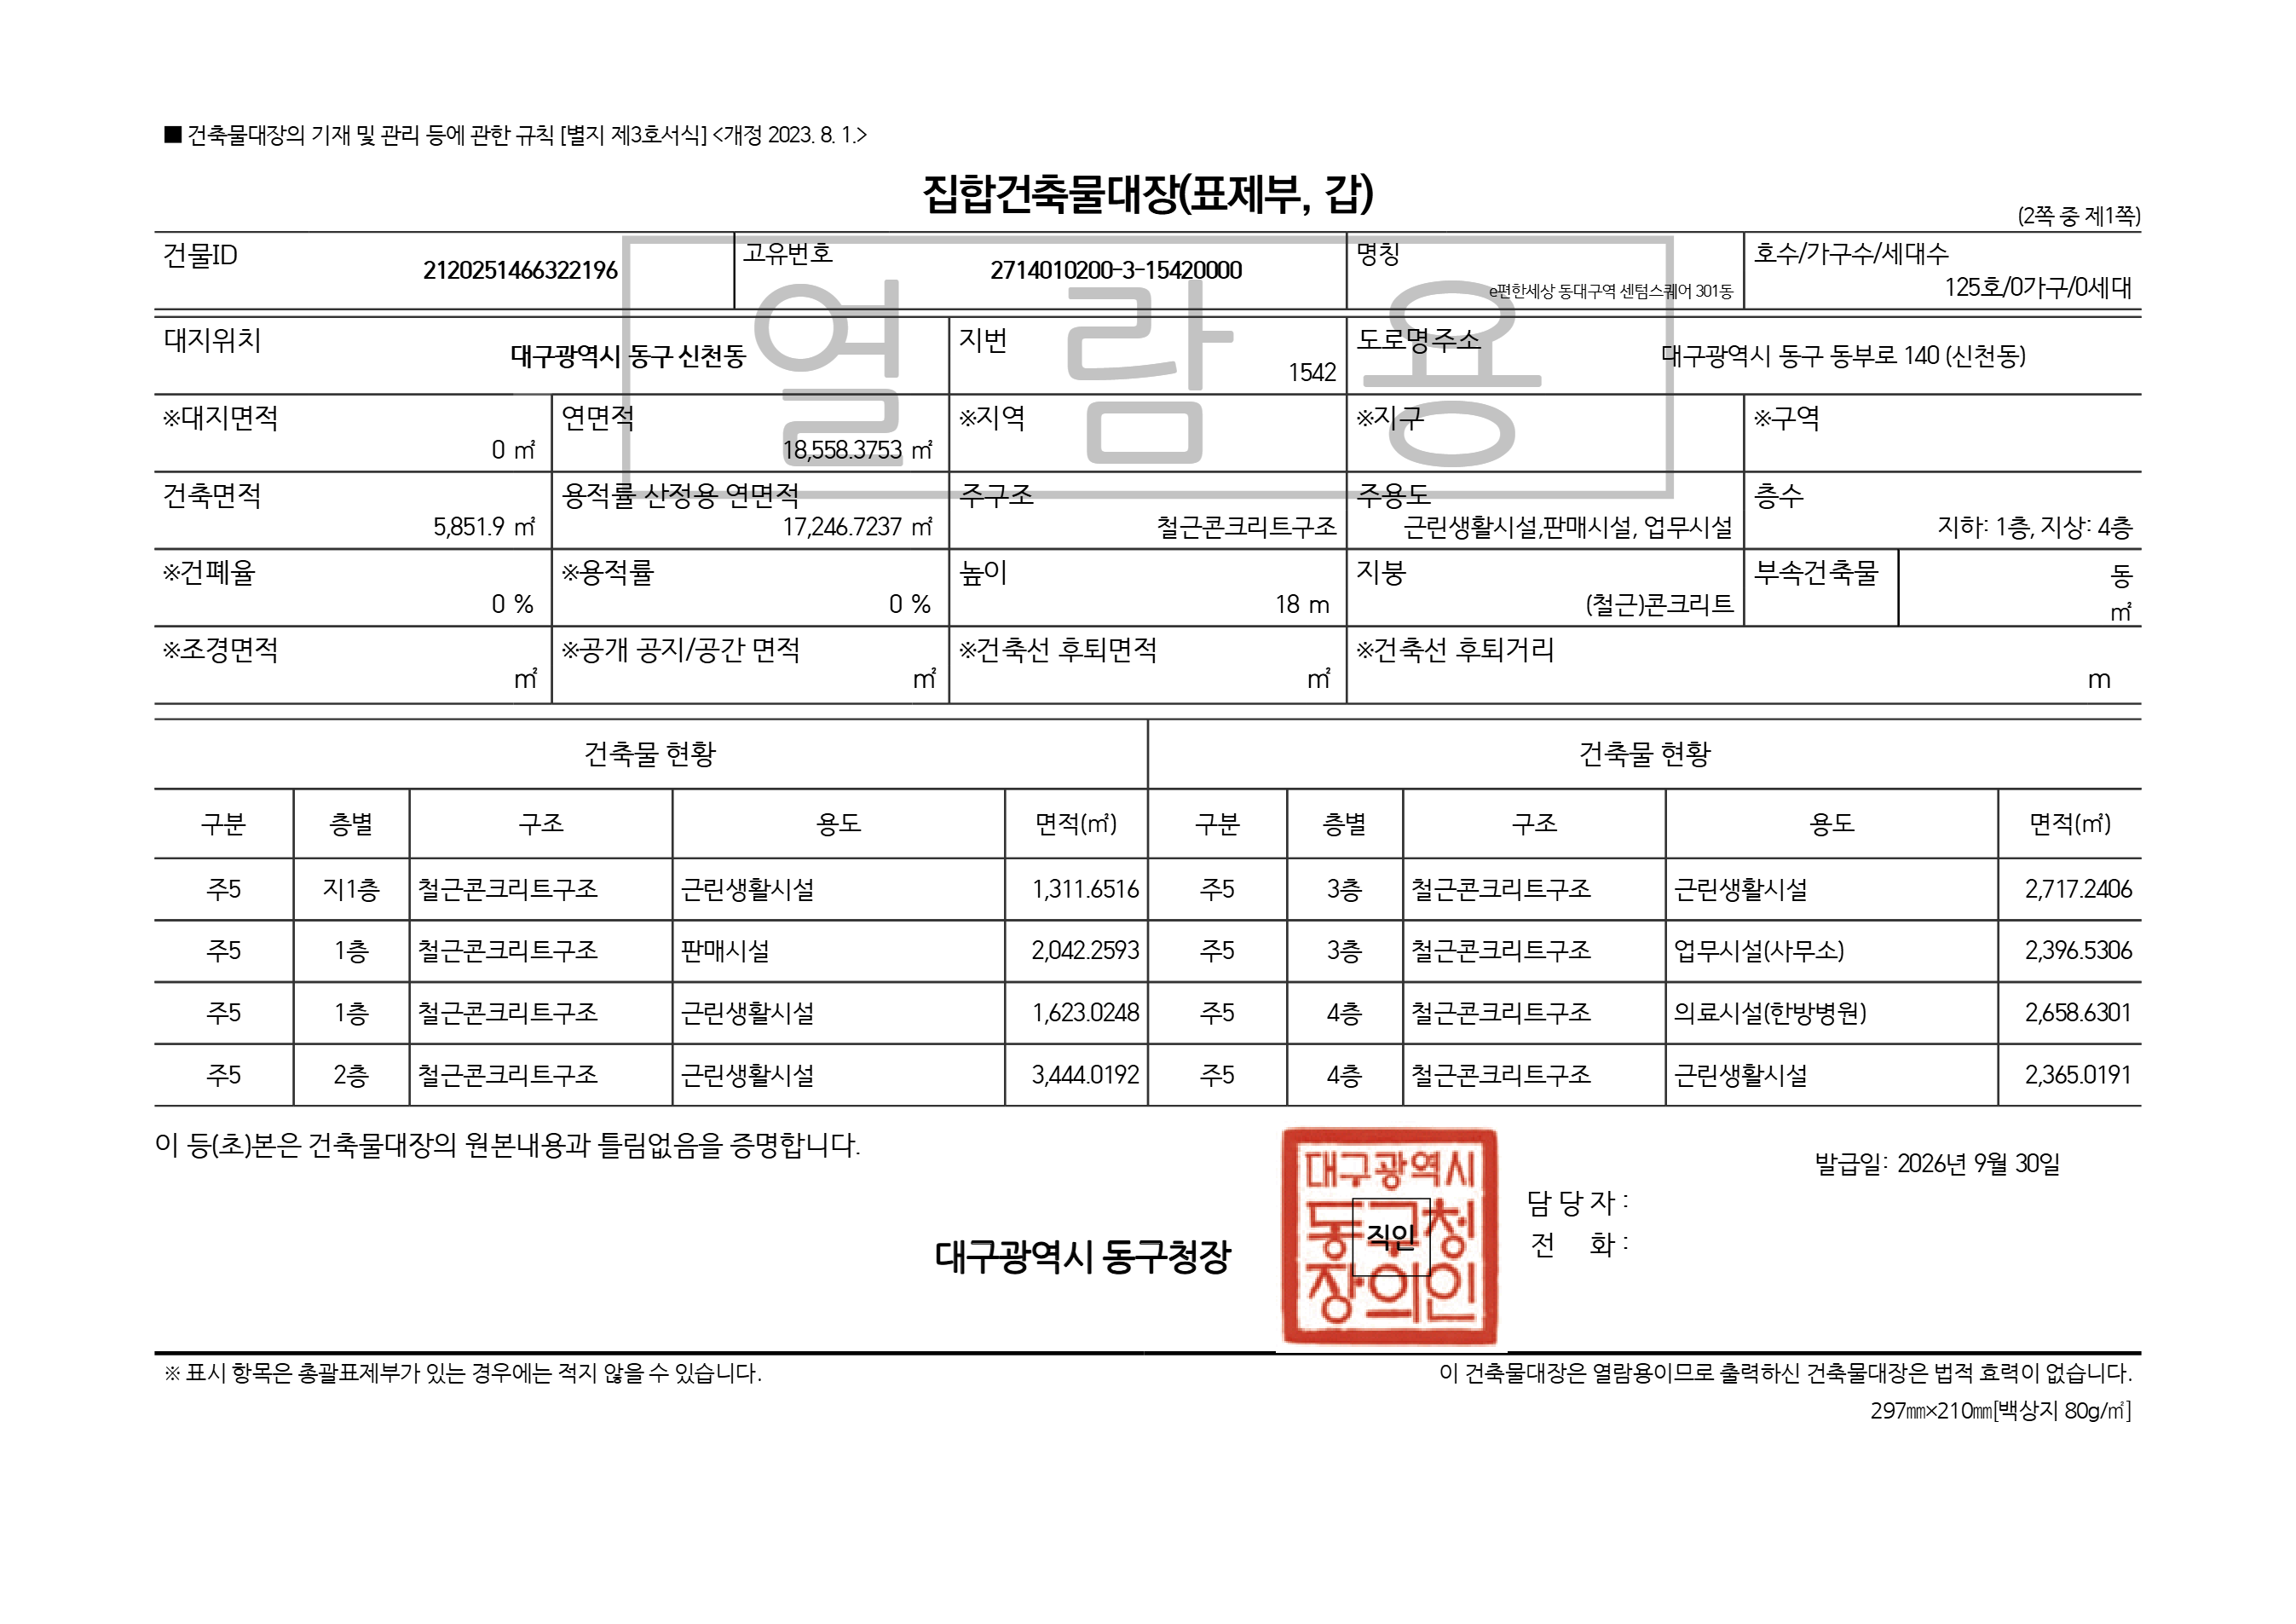 ■ 건축물대장의 기재 및 관리 등에 관한 규칙 [별지 제3호서식] <개정 2023. 8. 1.>
집합건축물대장(표제부, 갑)
(2쪽 중 제1쪽)
건물ID 2120251466322196 고유번호 2714010200-3-15420000 명칭 e편한세상 동대구역 센텀스퀘어 301동 호수/가구수/세대수 125호/0가구/0세대
대지위치 대구광역시 동구 신천동 지번 1542 도로명주소 대구광역시 동구 동부로 140 (신천동)
※대지면적 0 ㎡ 연면적 18,558.3753 ㎡ ※지역 ※지구 ※구역
건축면적 5,851.9 ㎡ 용적률 산정용 연면적 17,246.7237 ㎡ 주구조 철근콘크리트구조 주용도 근린생활시설,판매시설, 업무시설 층수 지하: 1층, 지상: 4층
※건폐율 0 % ※용적률 0 % 높이 18 m 지붕 (철근)콘크리트 부속건축물 동 ㎡
※조경면적 ㎡ ※공개 공지/공간 면적 ㎡ ※건축선 후퇴면적 ㎡ ※건축선 후퇴거리 m
열람용
건축물 현황 건축물 현황
구분 층별 구조 용도 면적(㎡) 구분 층별 구조 용도 면적(㎡)
주5 지1층 철근콘크리트구조 근린생활시설 1,311.6516 주5 3층 철근콘크리트구조 근린생활시설 2,717.2406
주5 1층 철근콘크리트구조 판매시설 2,042.2593 주5 3층 철근콘크리트구조 업무시설(사무소) 2,396.5306
주5 1층 철근콘크리트구조 근린생활시설 1,623.0248 주5 4층 철근콘크리트구조 의료시설(한방병원) 2,658.6301
주5 2층 철근콘크리트구조 근린생활시설 3,444.0192 주5 4층 철근콘크리트구조 근린생활시설 2,365.0191
이 등(초)본은 건축물대장의 원본내용과 틀림없음을 증명합니다.
발급일: 2026년 9월 30일
담 당 자 :
전 화 :
대구광역시 동구청장
직인
대구광역시
동구청
장의인
※ 표시 항목은 총괄표제부가 있는 경우에는 적지 않을 수 있습니다.
이 건축물대장은 열람용이므로 출력하신 건축물대장은 법적 효력이 없습니다.
297㎜×210㎜[백상지 80g/㎡]